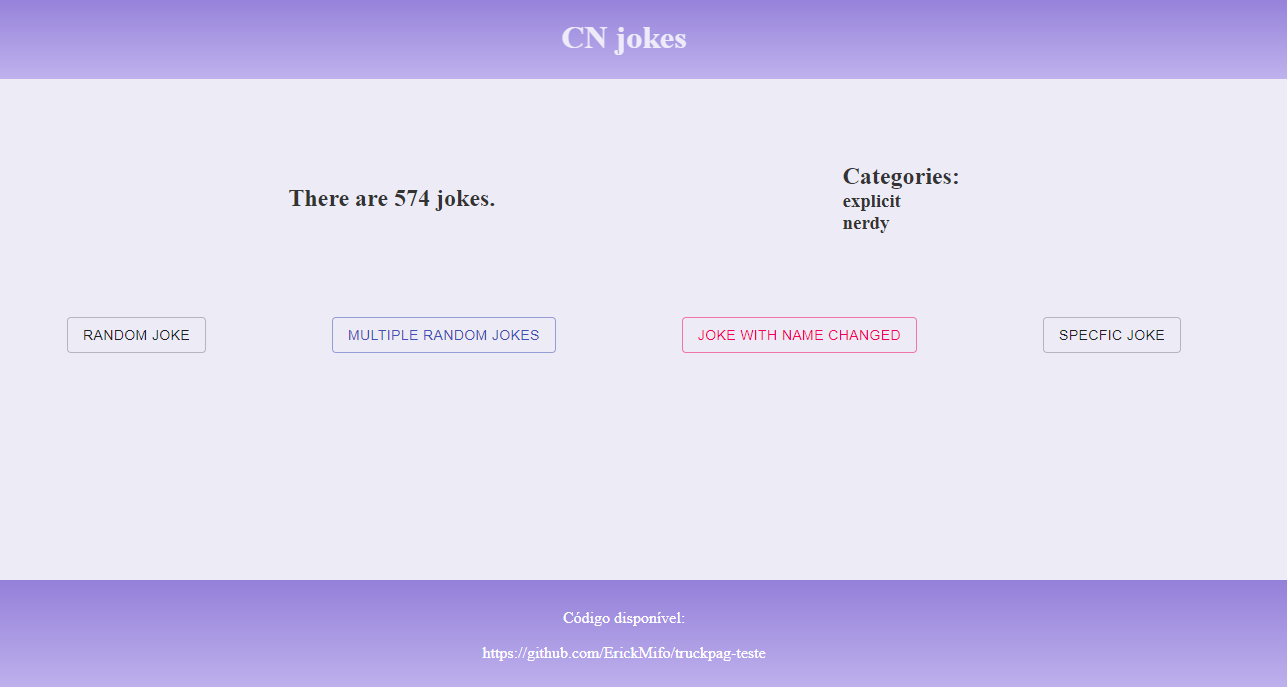 CN jokes
There are 574 jokes.
Categories:
explicit
nerdy
RANDOM JOKE
MULTIPLE RANDOM JOKES
JOKE WITH NAME CHANGED
SPECFIC JOKE
Código disponível:
https://github.com/ErickMifo/truckpag-teste